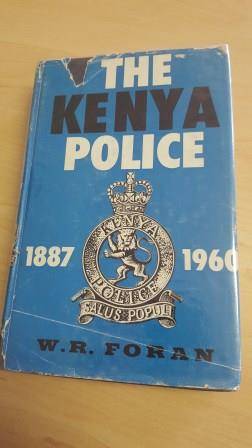 THE
KENYA
POLICE
1887 1960
KENYA
POLICE
SALUS POPULI
W.R. FORAN